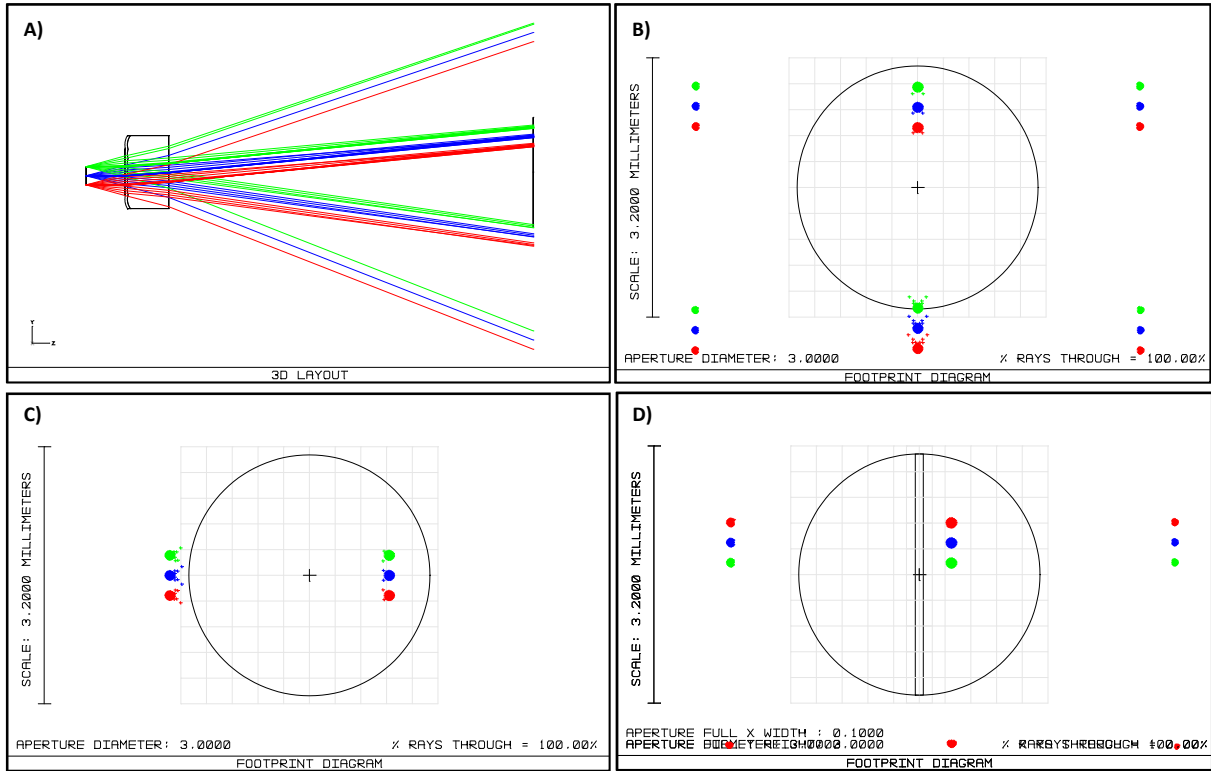 A)
Y
Z
3D LAYOUT
B)
SCALE: 3.2000 MILLIMETERS
APERTURE DIAMETER: 3.0000 % RAYS THROUGH = 100.00%
FOOTPRINT DIAGRAM
C)
SCALE: 3.2000 MILLIMETERS
APERTURE DIAMETER: 3.0000 % RAYS THROUGH = 100.00%
FOOTPRINT DIAGRAM
D)
SCALE: 3.2000 MILLIMETERS
APERTURE FULL X WIDTH : 0.1000
APERTURE
FOOTPRINT DIAGRAM